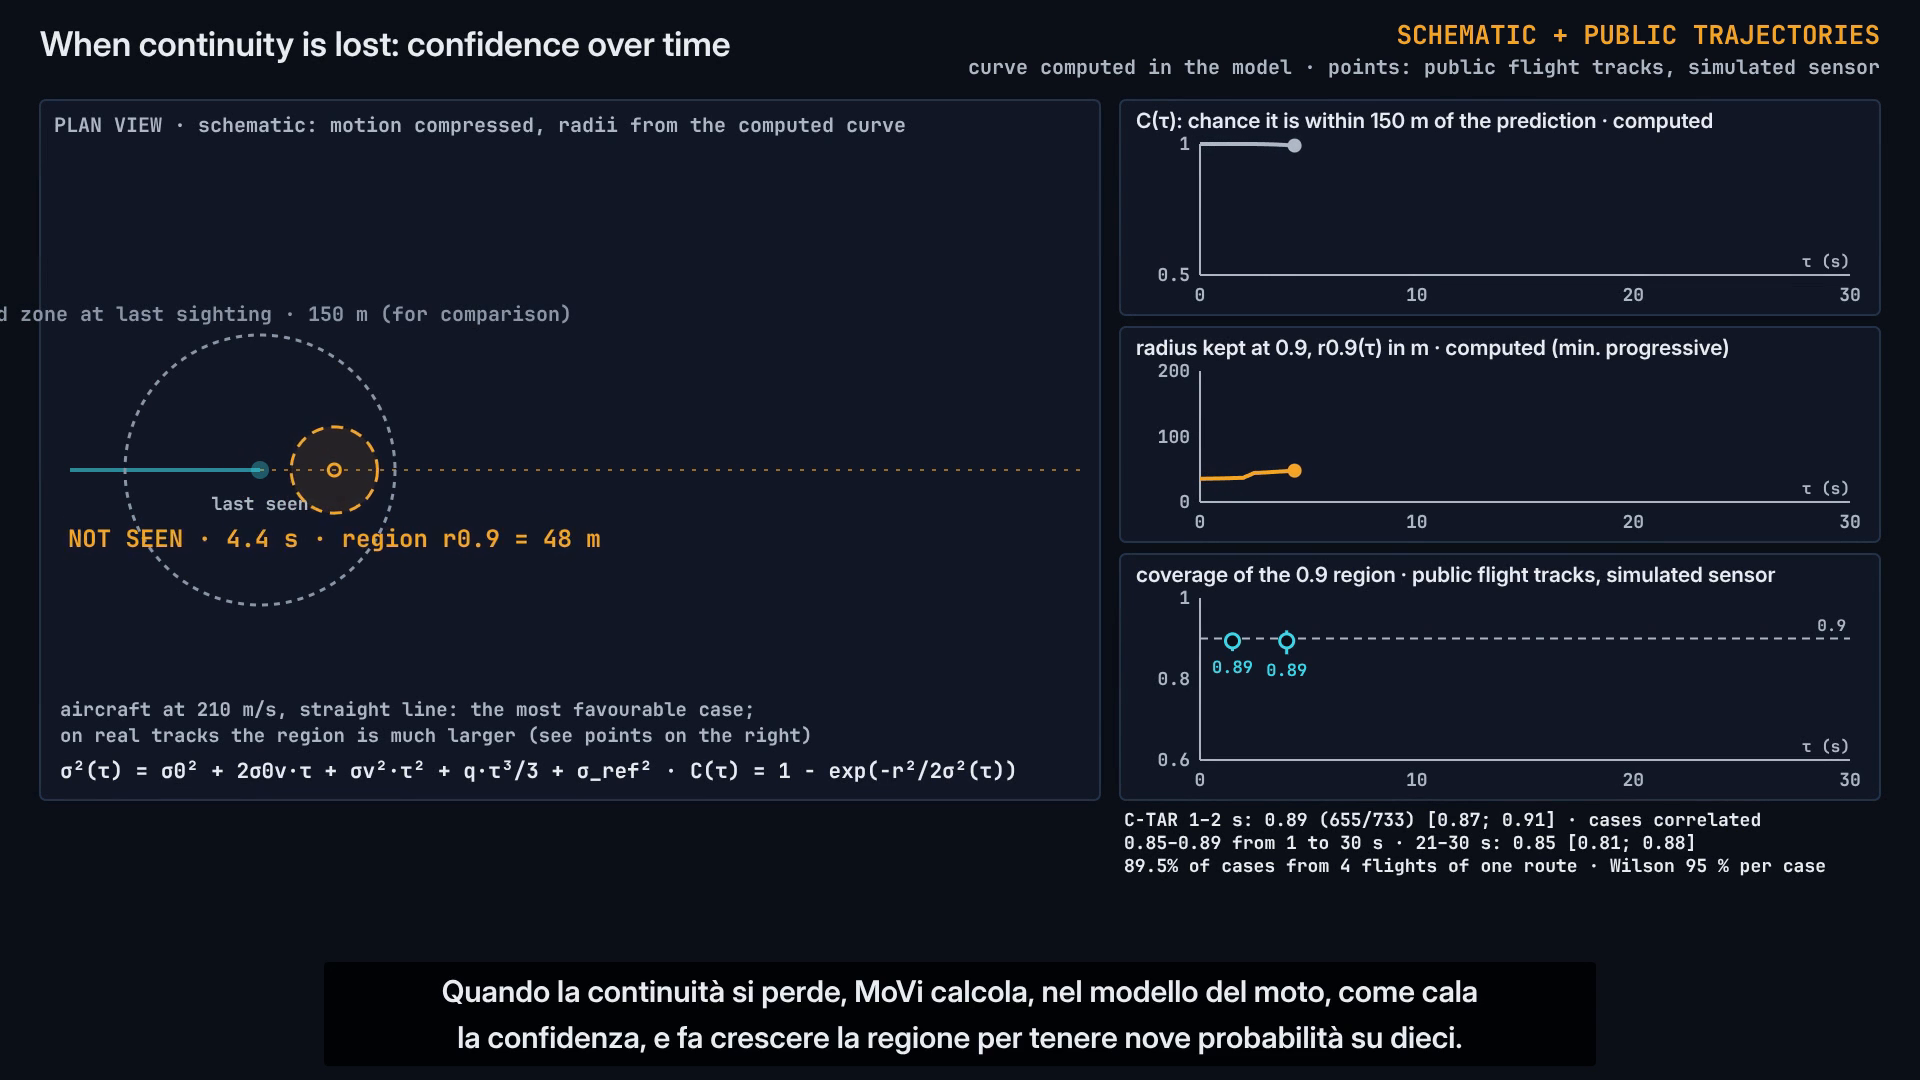 When continuity is lost: confidence over time
SCHEMATIC + PUBLIC TRAJECTORIES
curve computed in the model · points: public flight tracks, simulated sensor
PLAN VIEW · schematic: motion compressed, radii from the computed curve
zone at last sighting · 150 m (for comparison)
last seen
NOT SEEN · 4.4 s · region r0.9 = 48 m
aircraft at 210 m/s, straight line: the most favourable case;
on real tracks the region is much larger (see points on the right)
σ²(τ) = σ0² + 2σ0v·τ + σv²·τ² + q·τ³/3 + σ_ref² · C(τ) = 1 - exp(-r²/2σ²(τ))
C(τ): chance it is within 150 m of the prediction · computed
1
0.5
τ (s)
0 10 20 30
radius kept at 0.9, r0.9(τ) in m · computed (min. progressive)
200
100
0
τ (s)
0 10 20 30
coverage of the 0.9 region · public flight tracks, simulated sensor
1
0.9
0.89 0.89
0.8
τ (s)
0.6
0 10 20 30
C-TAR 1–2 s: 0.89 (655/733) [0.87; 0.91] · cases correlated
0.85–0.89 from 1 to 30 s · 21–30 s: 0.85 [0.81; 0.88]
89.5% of cases from 4 flights of one route · Wilson 95 % per case
Quando la continuità si perde, MoVi calcola, nel modello del moto, come cala
la confidenza, e fa crescere la regione per tenere nove probabilità su dieci.